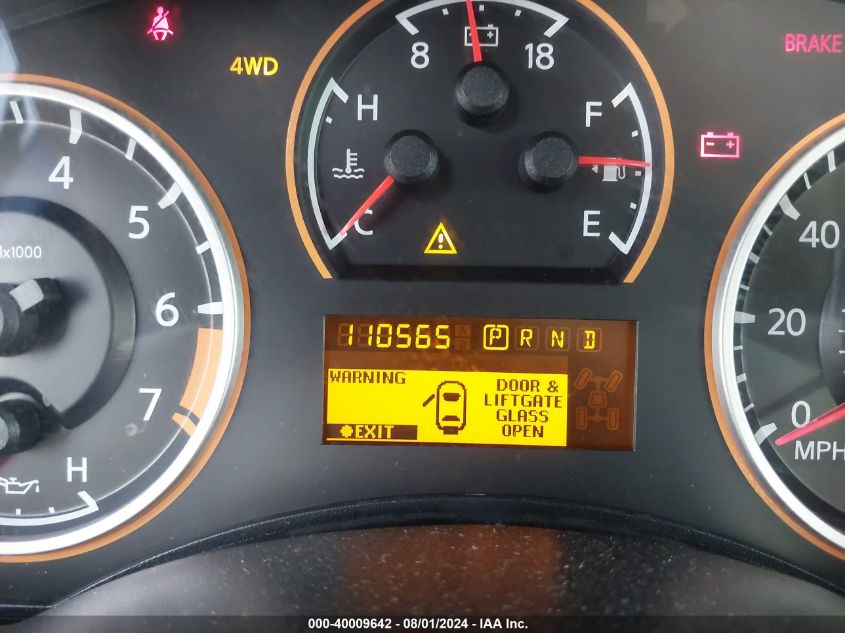 BRAKE
4WD
8 18
H F
C E
4
5
6
7
1x1000
H
40
20
0
MPH
110565 P R N D
WARNING
DOOR &
LIFTGATE
GLASS
OPEN
EXIT
000-40009642 - 08/01/2024 - IAA Inc.